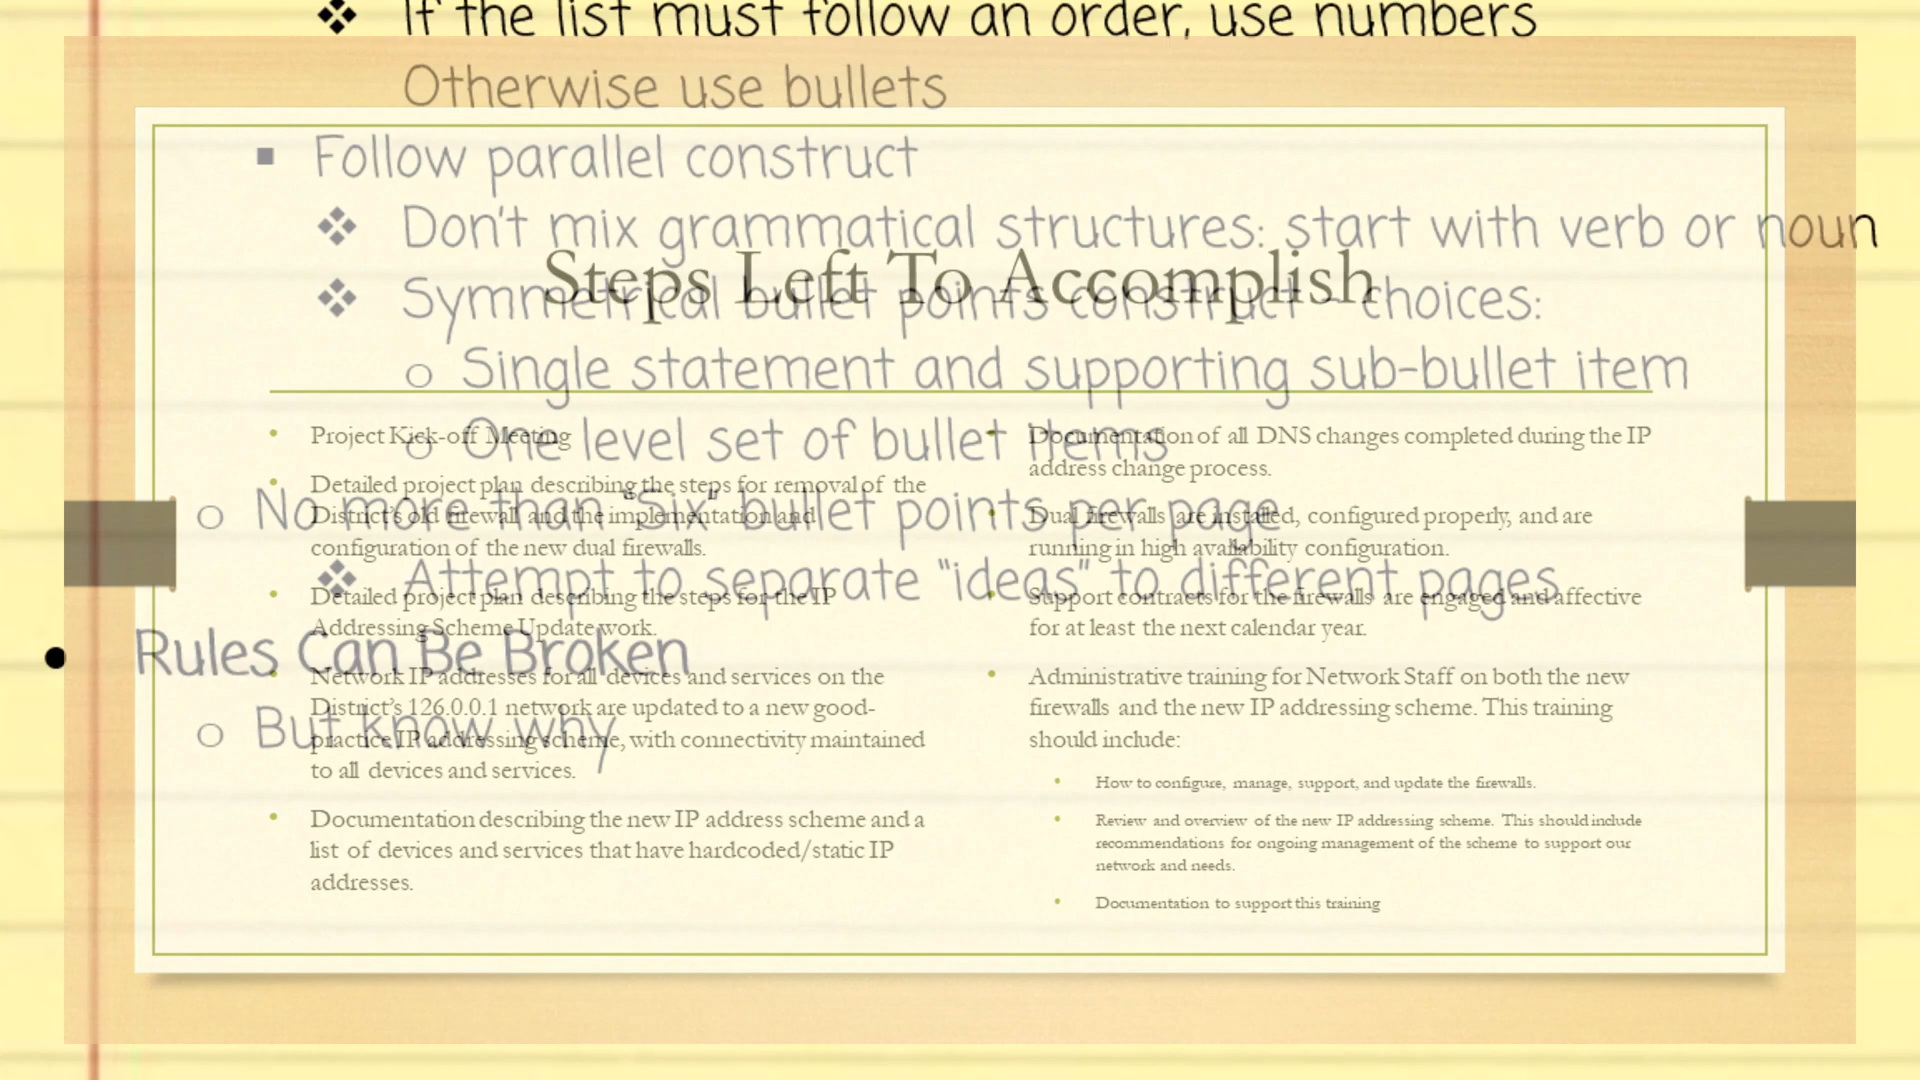 If the list must follow an order, use numbers
Otherwise use bullets
Follow parallel construct
Don't mix grammatical structures: start with verb or noun
Symmetrical bullet points construct - choices:
Single statement and supporting sub-bullet item
One level set of bullet items
No more than "Six" bullet points per page
Attempt to separate "ideas" to different pages
Rules Can Be Broken
But know why
Steps Left To Accomplish
Project Kick-off Meeting
Detailed project plan describing the steps for removal of the
District's old firewall and the implementation and
configuration of the new dual firewalls.
Detailed project plan describing the steps for the IP
Addressing Scheme Update work.
Network IP addresses for all devices and services on the
District's 126.0.0.1 network are updated to a new good-
practice IP addressing scheme, with connectivity maintained
to all devices and services.
Documentation describing the new IP address scheme and a
list of devices and services that have hardcoded/static IP
addresses.
Documentation of all DNS changes completed during the IP
address change process.
Dual firewalls are installed, configured properly, and are
running in high availability configuration.
Support contracts for the firewalls are engaged and affective
for at least the next calendar year.
Administrative training for Network Staff on both the new
firewalls and the new IP addressing scheme. This training
should include:
How to configure, manage, support, and update the firewalls.
Review and overview of the new IP addressing scheme. This should include
recommendations for ongoing management of the scheme to support our
network and needs.
Documentation to support this training